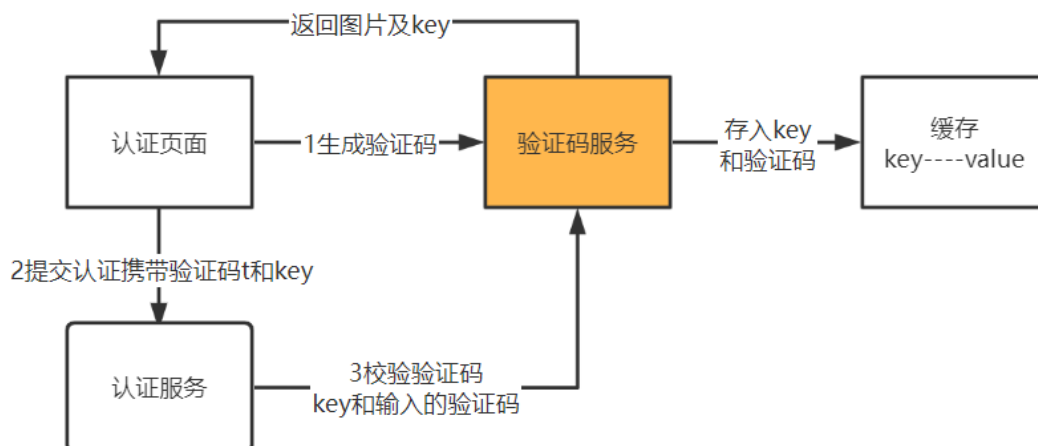 返回图片及key
认证页面
1生成验证码
验证码服务
存入key
和验证码
缓存
key----value
2提交认证携带验证码t和key
认证服务
3校验验证码
key和输入的验证码